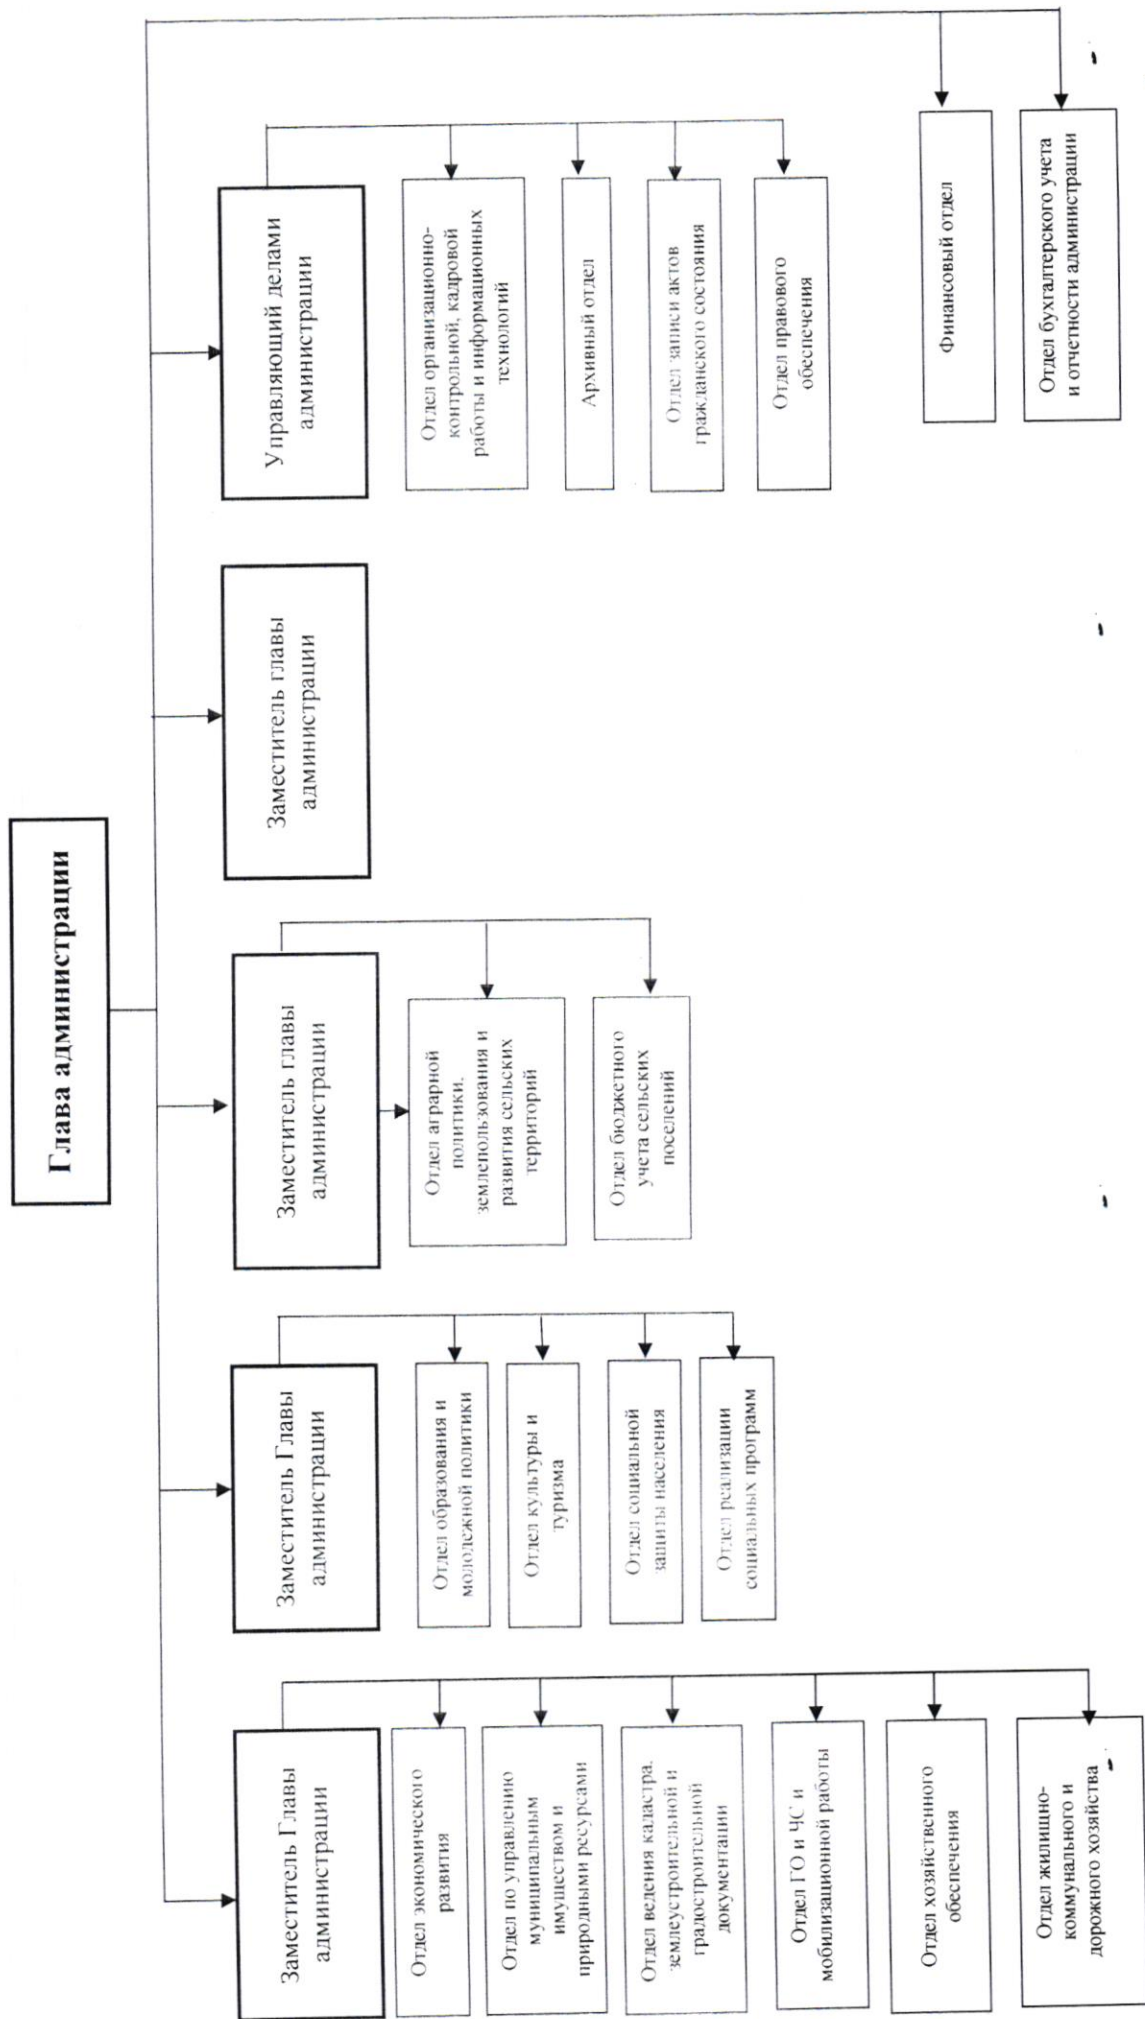 Глава администрации
Заместитель Главы
администрации
Отдел экономического
развития
Отдел по управлению
муниципальным
имуществом и
природными ресурсами
Отдел ведения кадастра,
землеустроительной и
градостроительной
документации
Отдел ГО и ЧС и
мобилизационной работы
Отдел хозяйственного
обеспечения
Отдел жилищно-
коммунального и
дорожного хозяйства
Заместитель Главы
администрации
Отдел образования и
молодежной политики
Отдел культуры и
туризма
Отдел социальной
защиты населения
Отдел реализации
социальных программ
Заместитель главы
администрации
Отдел аграрной
политики,
землепользования и
развития сельских
территорий
Отдел бюджетного
учета сельских
поселений
Заместитель главы
администрации
Управляющий делами
администрации
Отдел организационно-
контрольной, кадровой
работы и информационных
технологий
Архивный отдел
Отдел записи актов
гражданского состояния
Отдел правового
обеспечения
Финансовый отдел
Отдел бухгалтерского учета
и отчетности администрации